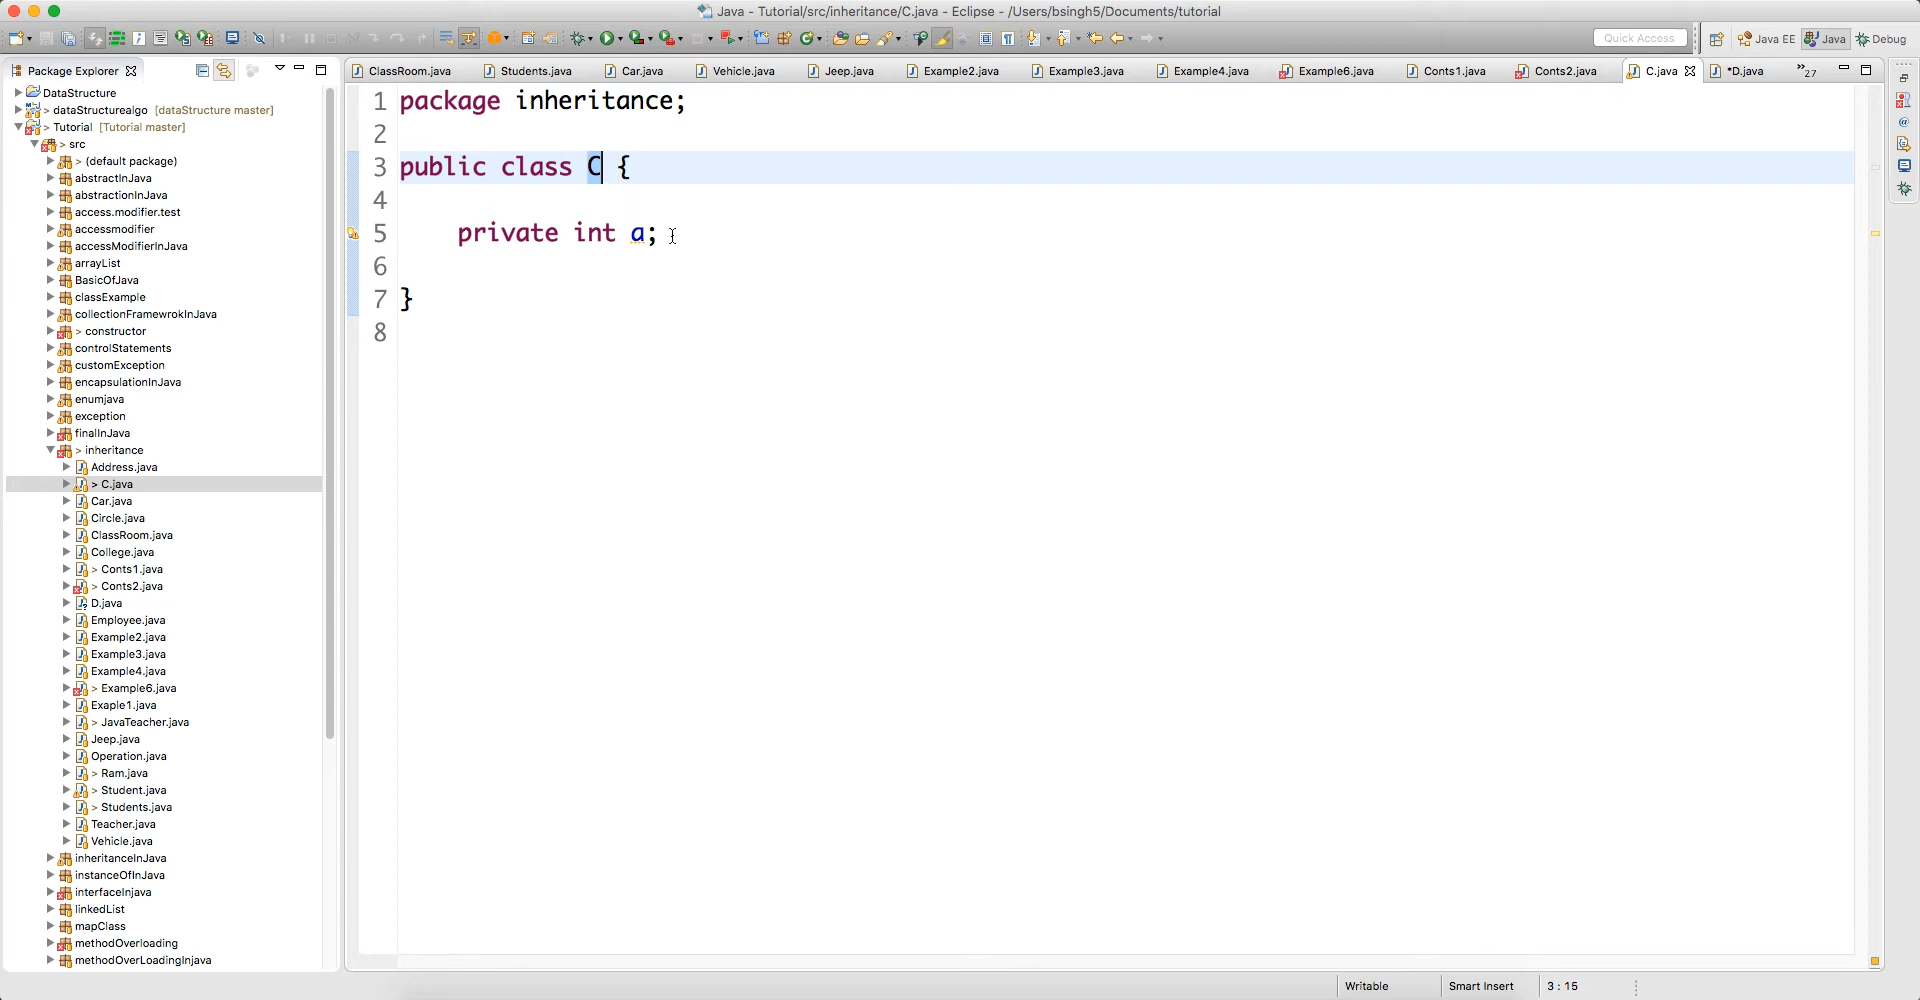 Java - Tutorial/src/inheritance/C.java - Eclipse - /Users/bsingh5/Documents/tutorial
Quick Access
Java EE
Java
Debug
Package Explorer
DataStructure
> dataStructurealgo [dataStructure master]
> Tutorial [Tutorial master]
> src
> (default package)
abstractInJava
abstractionInJava
access.modifier.test
accessmodifier
accessModifierInJava
arrayList
BasicOfJava
classExample
collectionFramewrokInJava
> constructor
controlStatements
customException
encapsulationInJava
enumjava
exception
finalInJava
> inheritance
Address.java
> C.java
Car.java
Circle.java
ClassRoom.java
College.java
> Conts1.java
> Conts2.java
D.java
Employee.java
Example2.java
Example3.java
Example4.java
> Example6.java
Exaple1.java
> JavaTeacher.java
Jeep.java
Operation.java
> Ram.java
> Student.java
> Students.java
Teacher.java
Vehicle.java
inheritanceInJava
instanceOfInJava
interfaceInjava
linkedList
mapClass
methodOverloading
methodOverLoadingInjava
ClassRoom.java
Students.java
Car.java
Vehicle.java
Jeep.java
Example2.java
Example3.java
Example4.java
Example6.java
Conts1.java
Conts2.java
C.java
*D.java
»27
1 package inheritance;
2
3 public class C {
4
5 private int a;
6
7 }
8
Writable
Smart Insert
3 : 15